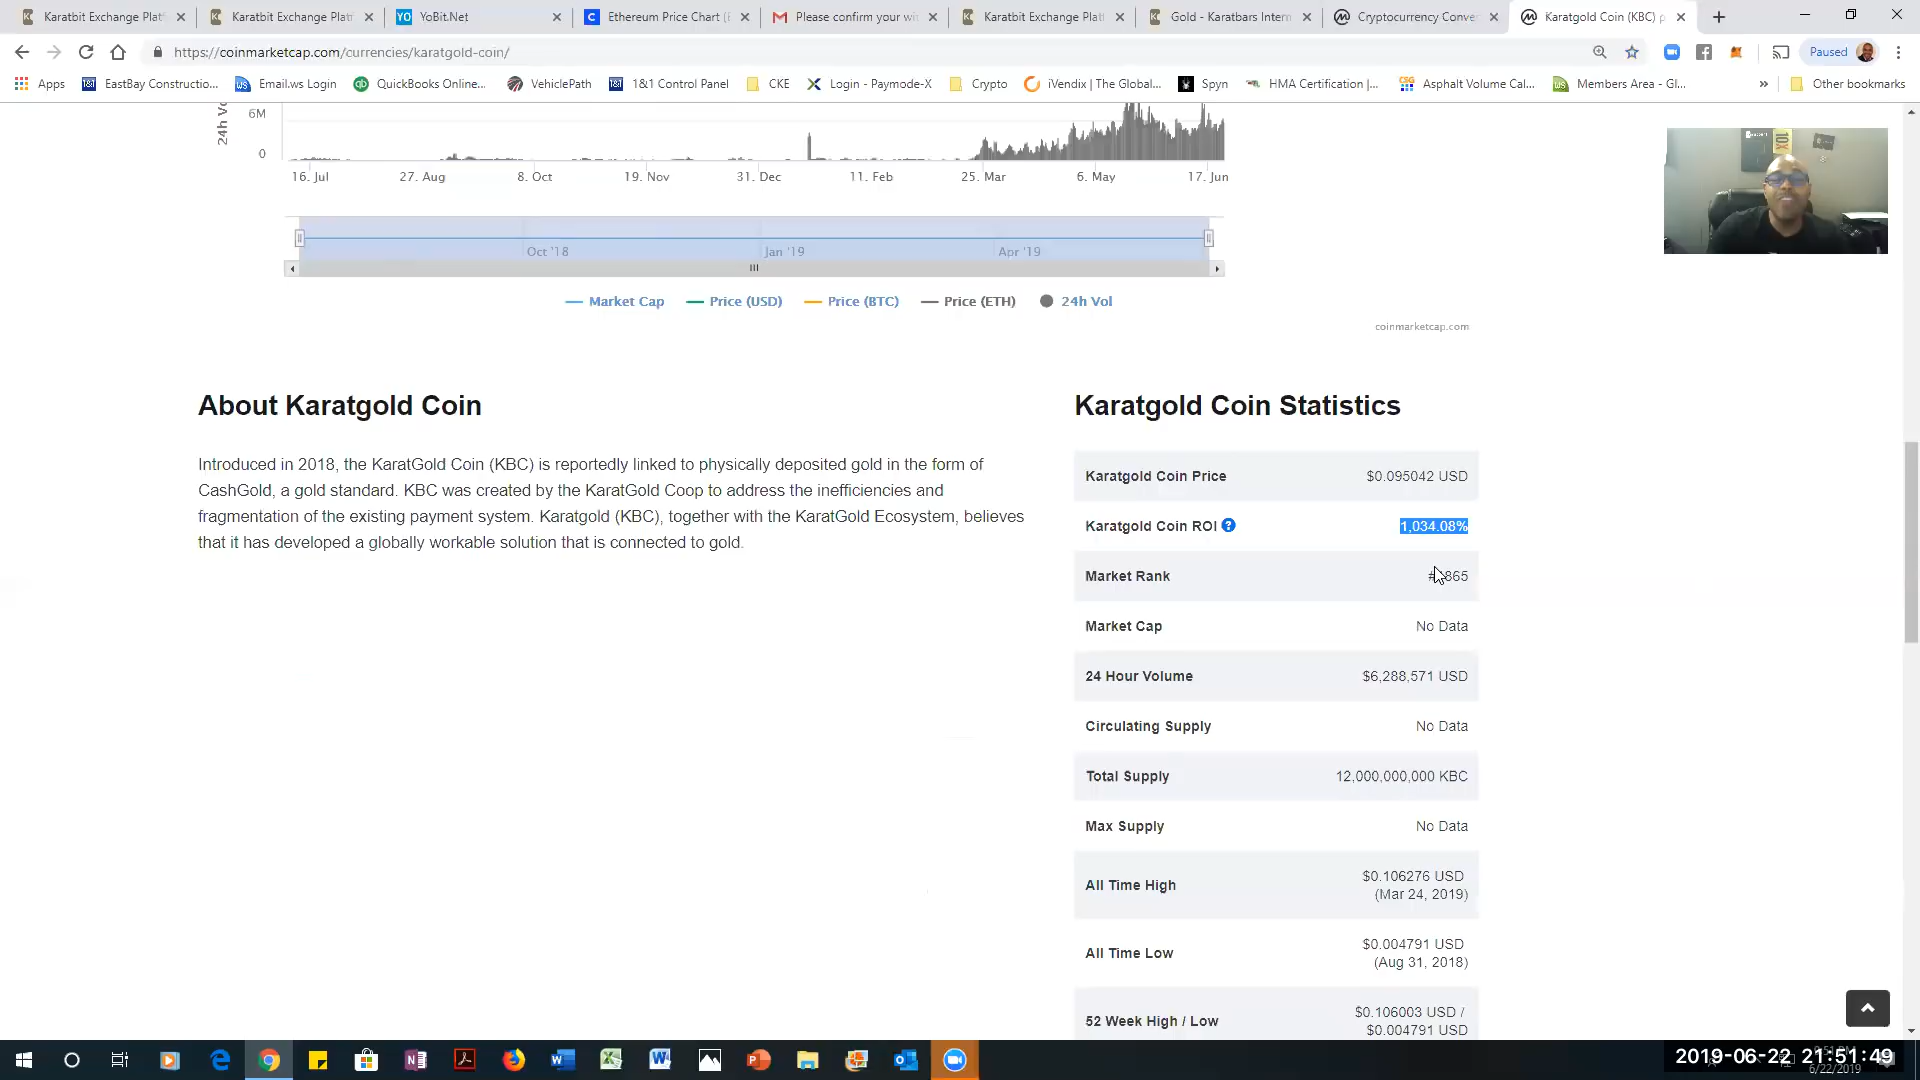 Karatbit Exchange Plat
Karatbit Exchange Platf
YoBit.Net
Ethereum Price Chart (E
Please confirm your wi
Karatbit Exchange Plat
Gold - Karatbars Intern
Cryptocurrency Conve
Karatgold Coin (KBC) p
https://coinmarketcap.com/currencies/karatgold-coin/
Paused
Apps
EastBay Constructio...
Email.ws Login
QuickBooks Online...
VehiclePath
1&1 Control Panel
CKE
Login - Paymode-X
Crypto
iVendix | The Global...
Spyn
HMA Certification |...
Asphalt Volume Cal...
Members Area - Gl...
»
Other bookmarks
24h Vo
6M
0
16. Jul
27. Aug
8. Oct
19. Nov
31. Dec
11. Feb
25. Mar
6. May
17. Jun
Oct '18
Jan '19
Apr '19
Market Cap
Price (USD)
Price (BTC)
Price (ETH)
24h Vol
coinmarketcap.com
About Karatgold Coin
Introduced in 2018, the KaratGold Coin (KBC) is reportedly linked to physically deposited gold in the form of
CashGold, a gold standard. KBC was created by the KaratGold Coop to address the inefficiencies and
fragmentation of the existing payment system. Karatgold (KBC), together with the KaratGold Ecosystem, believes
that it has developed a globally workable solution that is connected to gold.
Karatgold Coin Statistics
Karatgold Coin Price $0.095042 USD
Karatgold Coin ROI ? 1,034.08%
Market Rank 865
Market Cap No Data
24 Hour Volume $6,288,571 USD
Circulating Supply No Data
Total Supply 12,000,000,000 KBC
Max Supply No Data
All Time High $0.106276 USD
(Mar 24, 2019)
All Time Low $0.004791 USD
(Aug 31, 2018)
52 Week High / Low $0.106003 USD /
$0.004791 USD
2019-06-22 21:51:49
6/22/2019